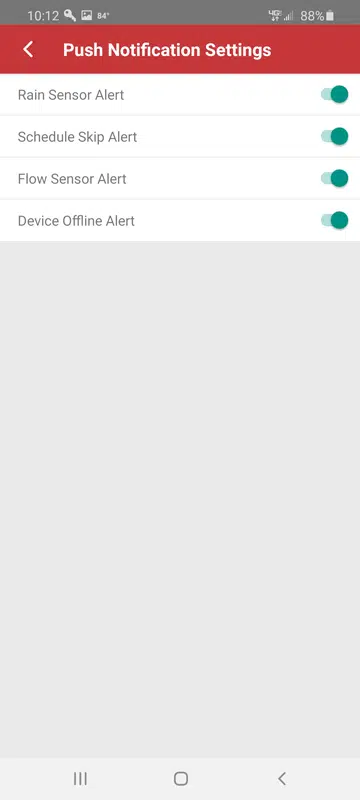 10:12 84° 4G 88%
Push Notification Settings
Rain Sensor Alert
Schedule Skip Alert
Flow Sensor Alert
Device Offline Alert